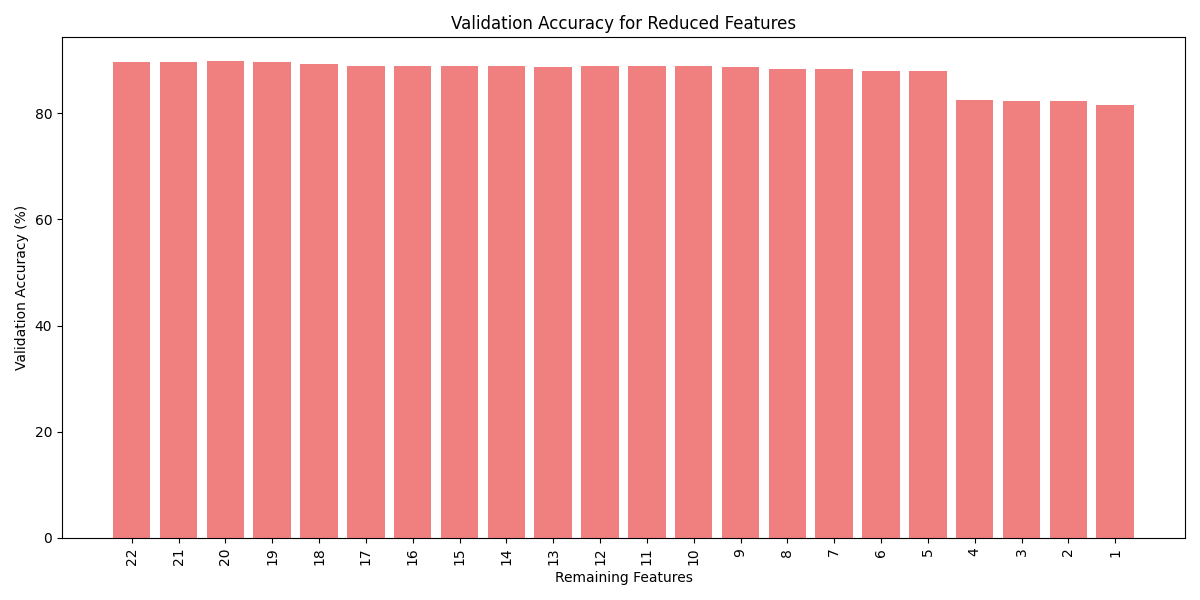 Validation Accuracy for Reduced Features
Validation Accuracy (%)
80
60
40
20
0
22 21 20 19 18 17 16 15 14 13 12 11 10 9 8 7 6 5 4 3 2 1
Remaining Features